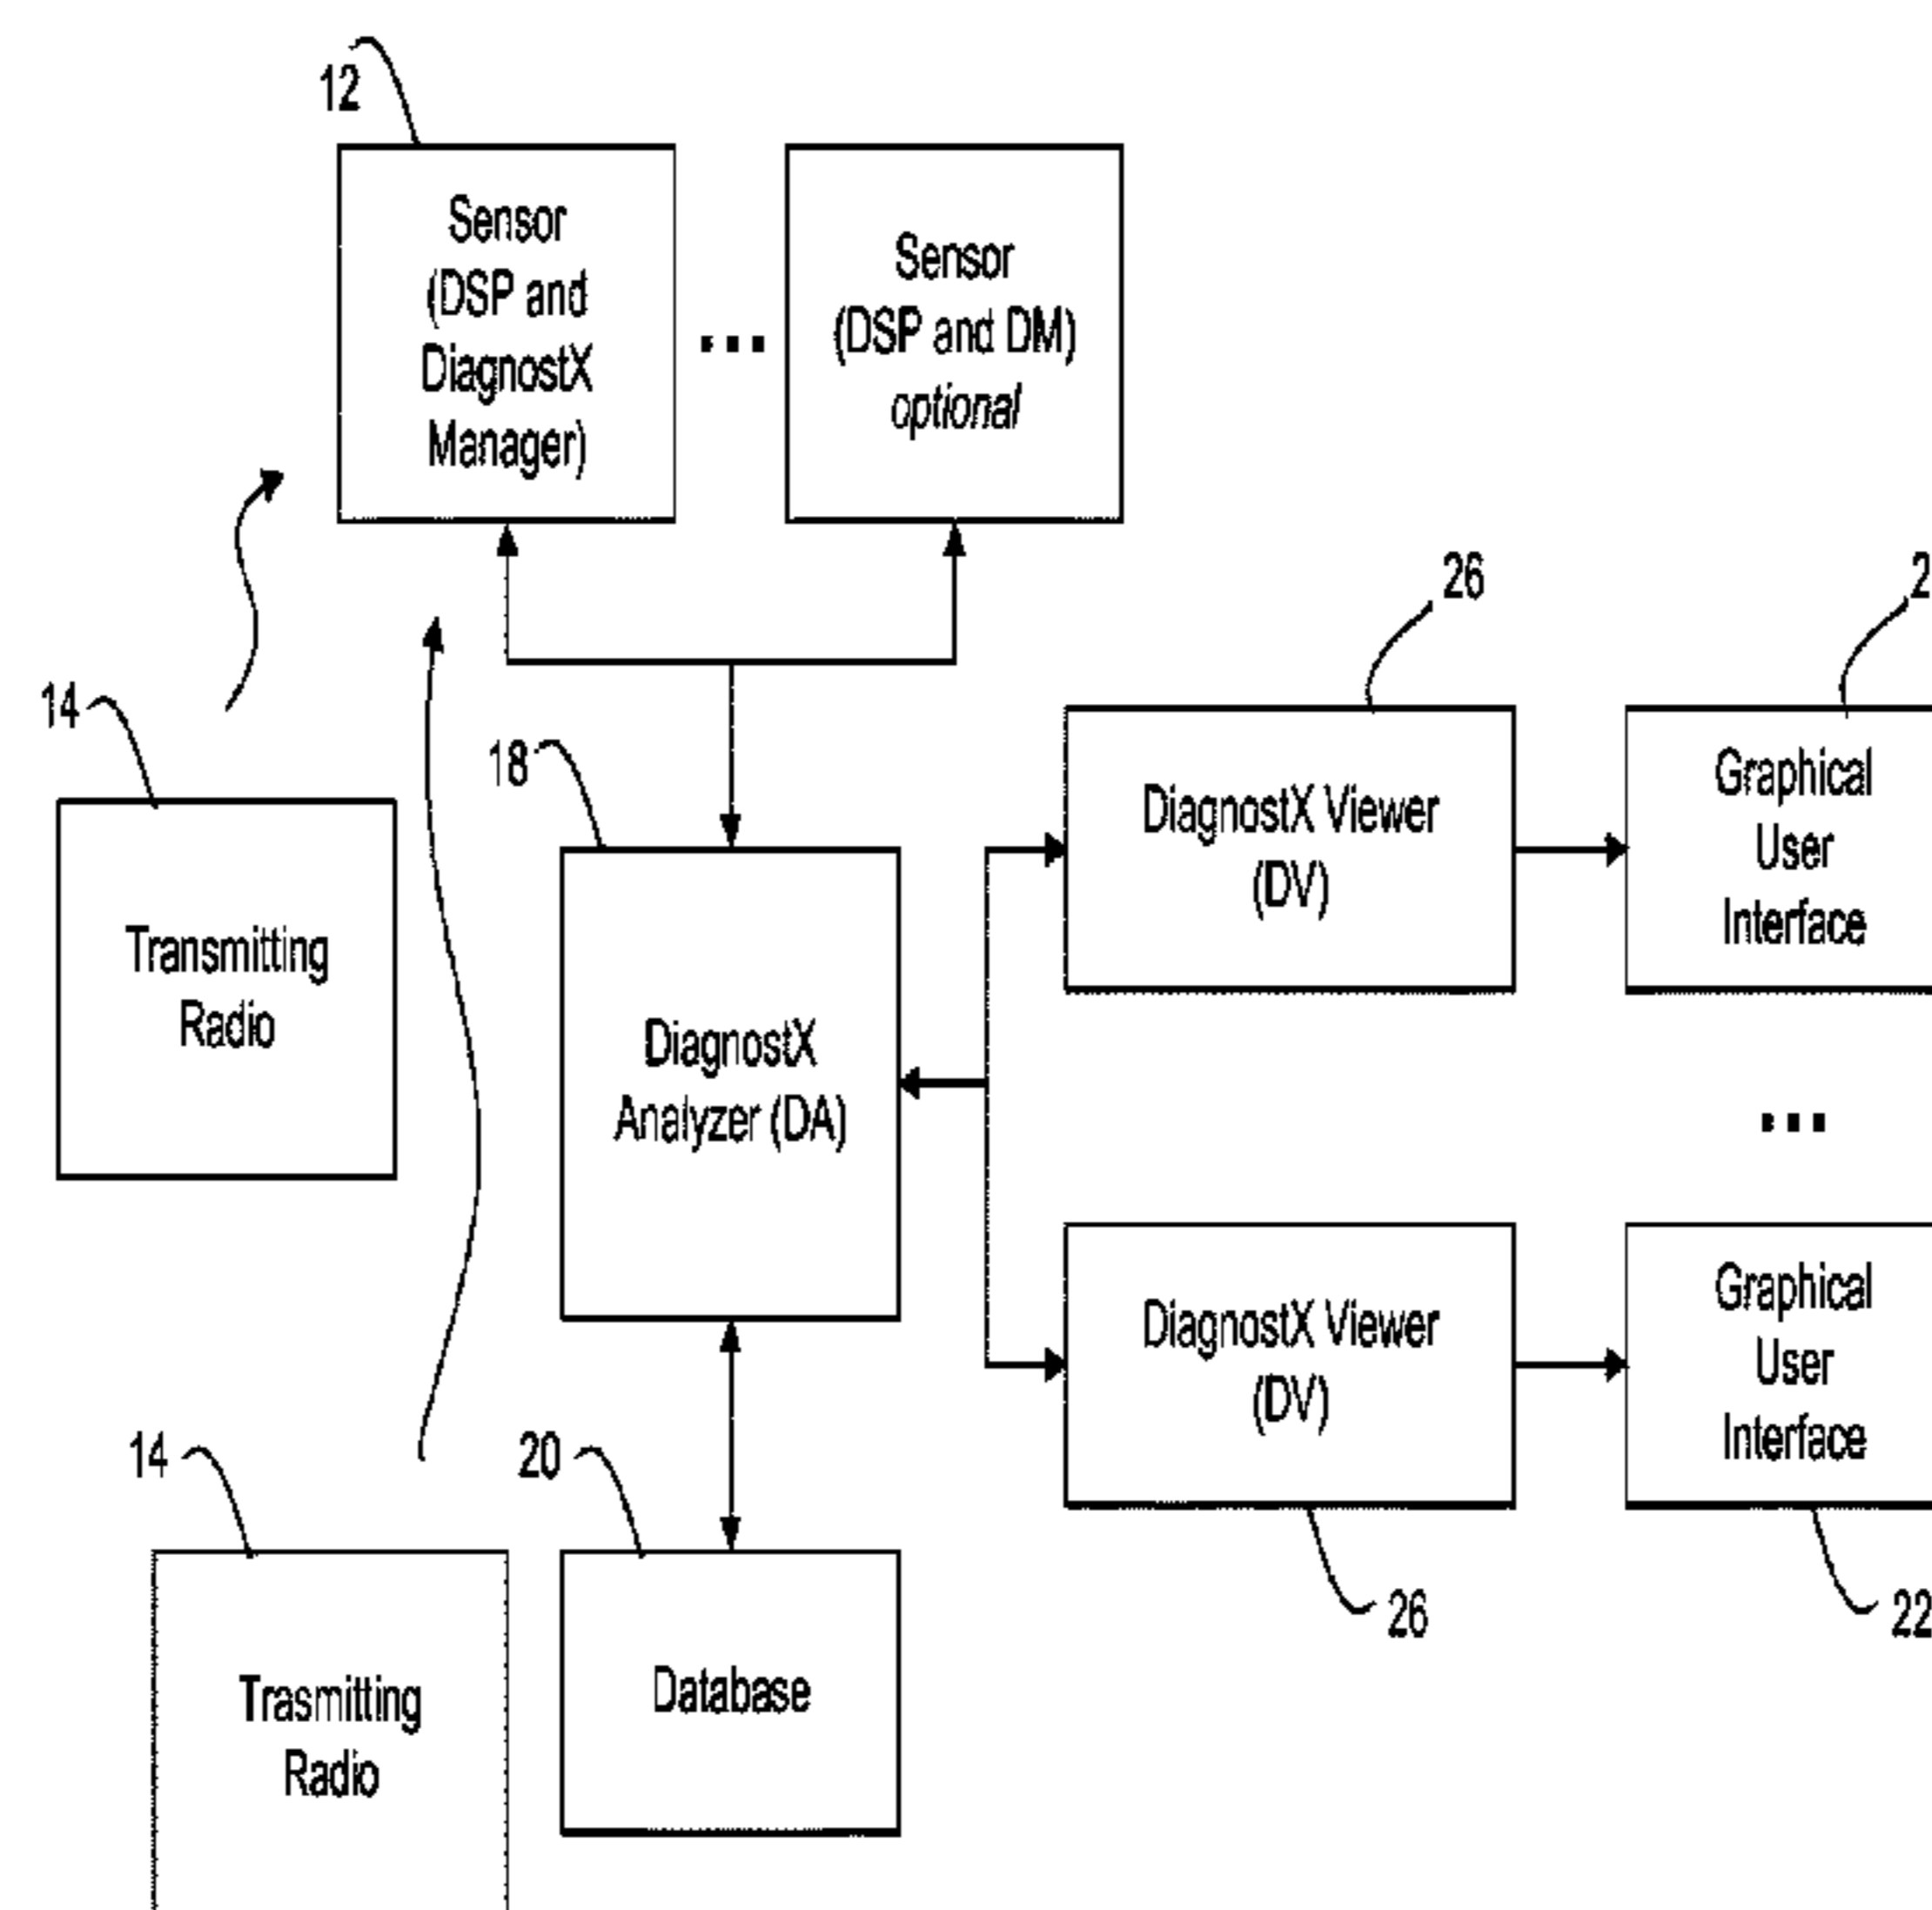 12
Sensor
(DSP and
DiagnostX
Manager)
...
Sensor
(DSP and DM)
optional
14
Transmitting
Radio
18
DiagnostX
Analyzer (DA)
26
DiagnostX Viewer
(DV)
2
Graphical
User
Interface
...
DiagnostX Viewer
(DV)
26
Graphical
User
Interface
22
14
Trasmitting
Radio
20
Database